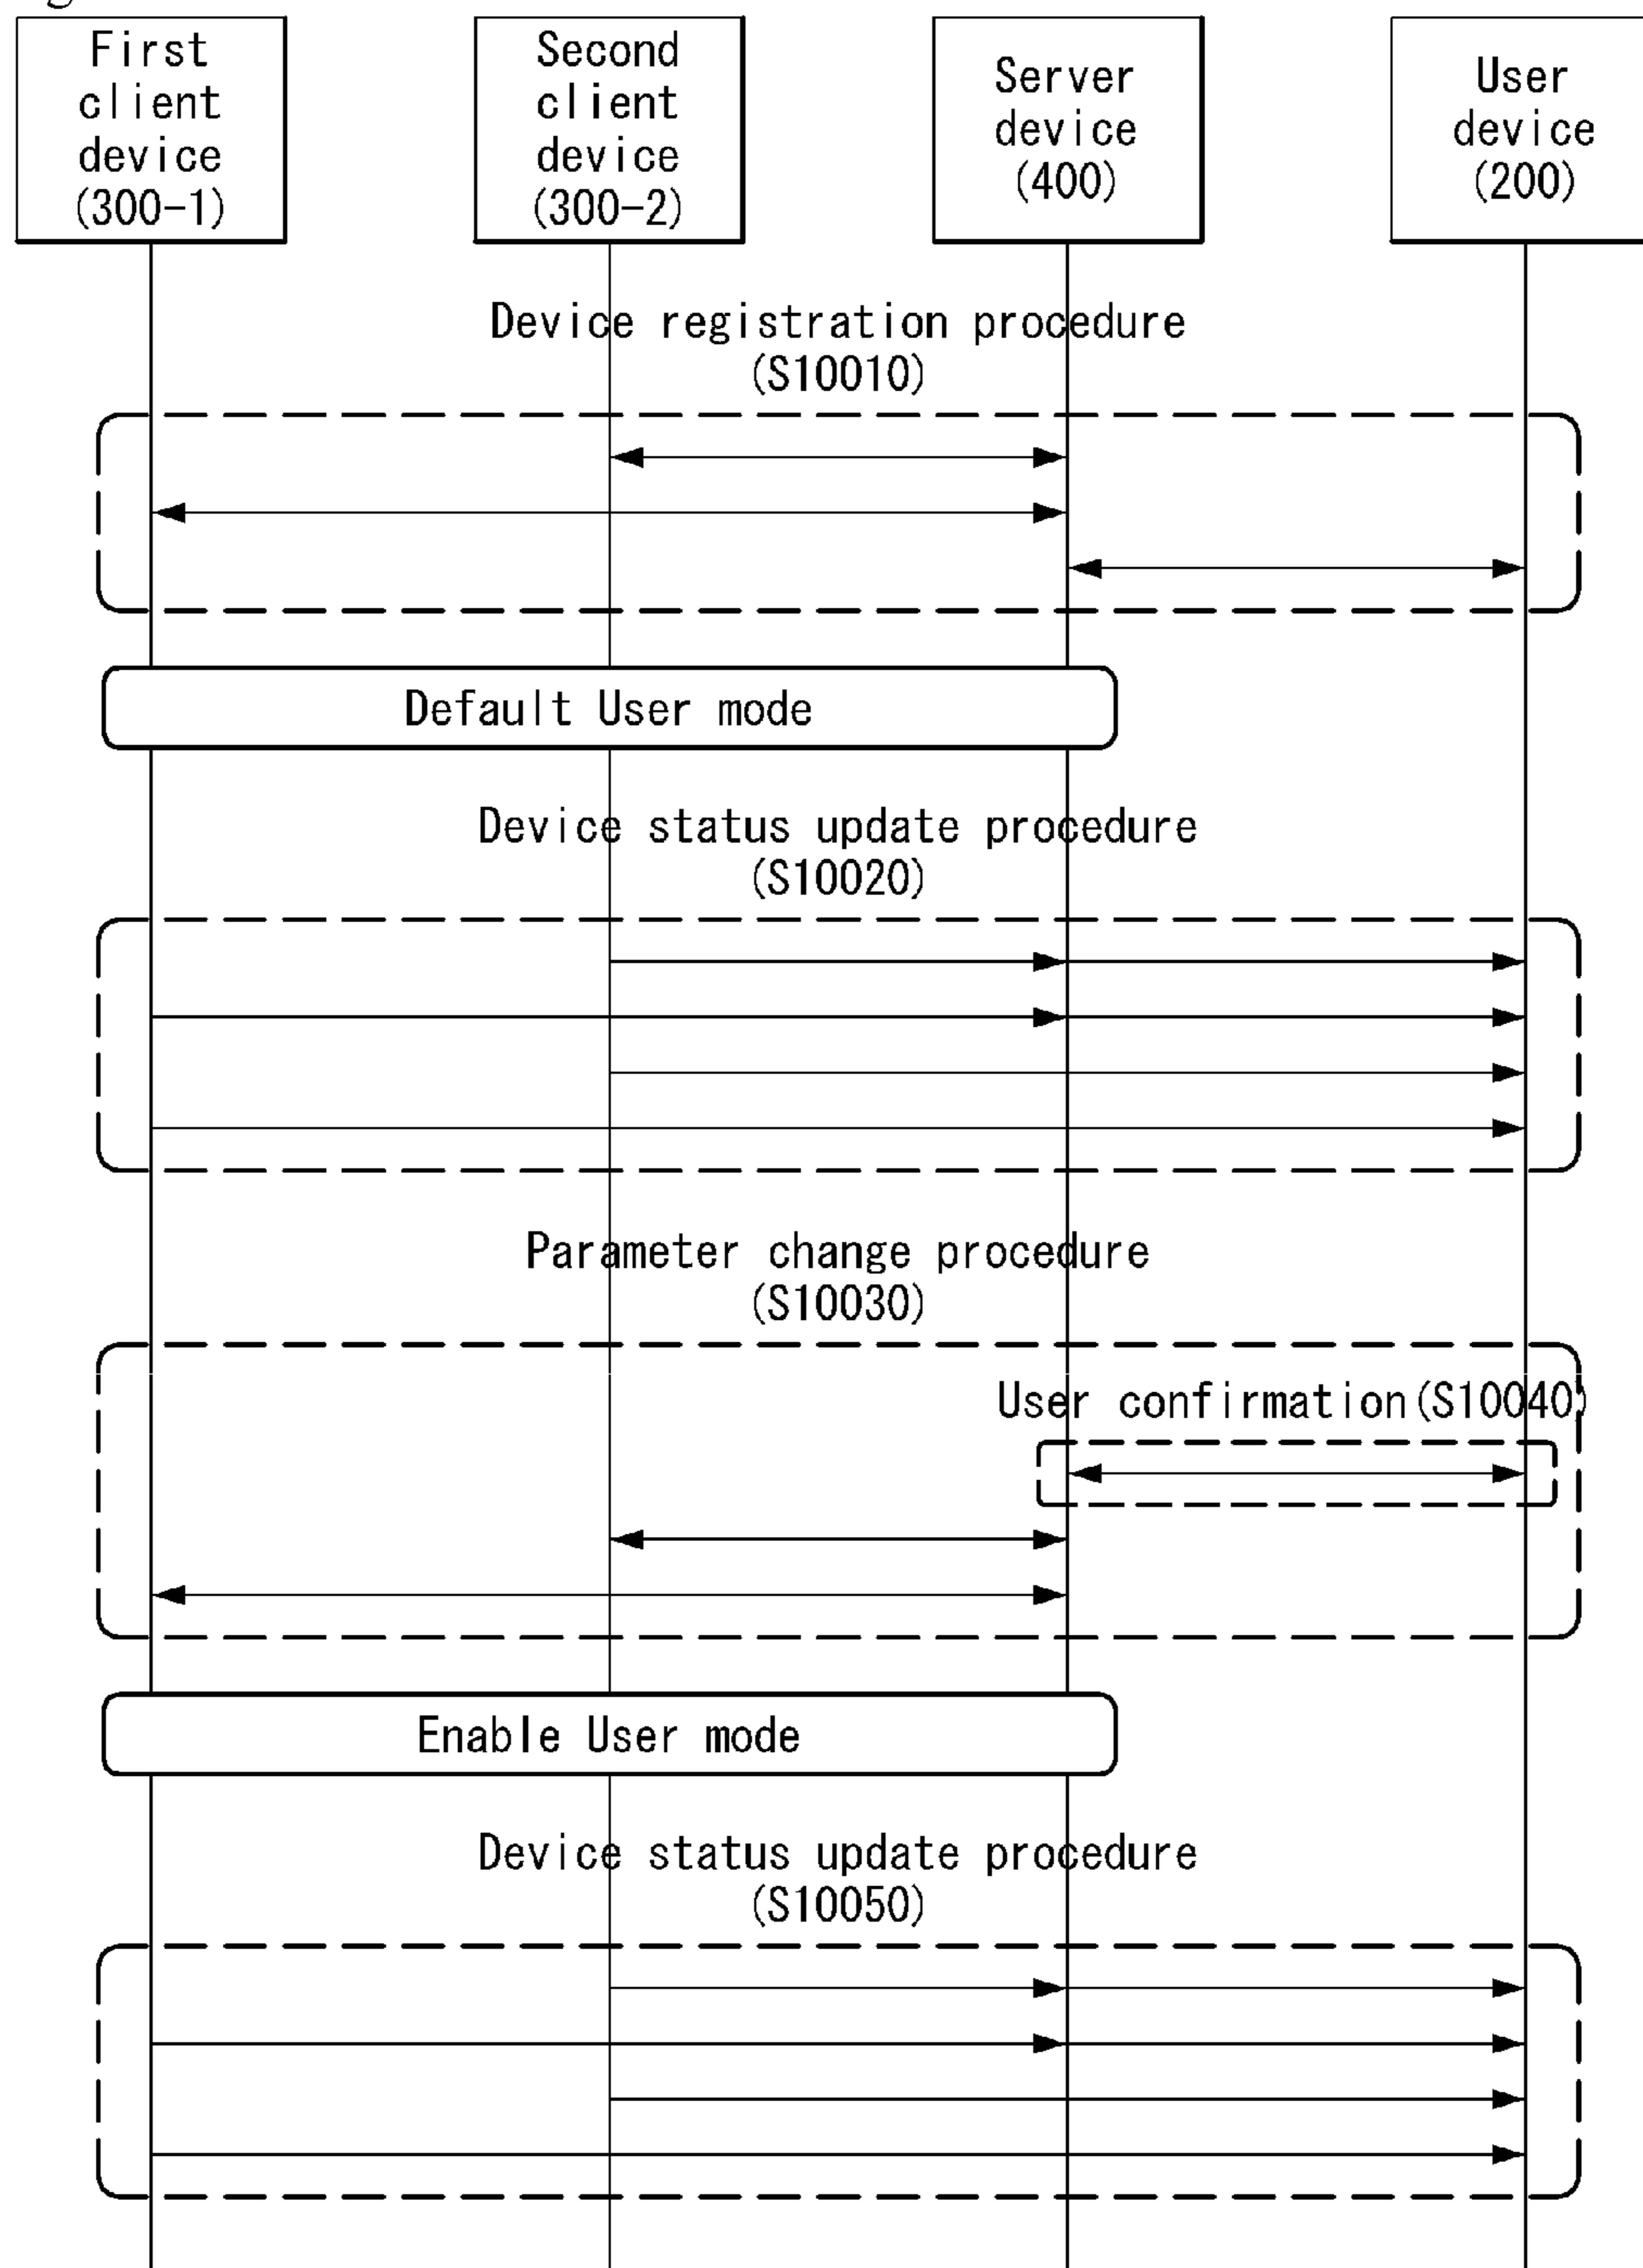 First
client
device
(300-1)
Second
client
device
(300-2)
Server
device
(400)
User
device
(200)
Device registration procedure
(S10010)
Default User mode
Device status update procedure
(S10020)
Parameter change procedure
(S10030)
User confirmation(S10040)
Enable User mode
Device status update procedure
(S10050)